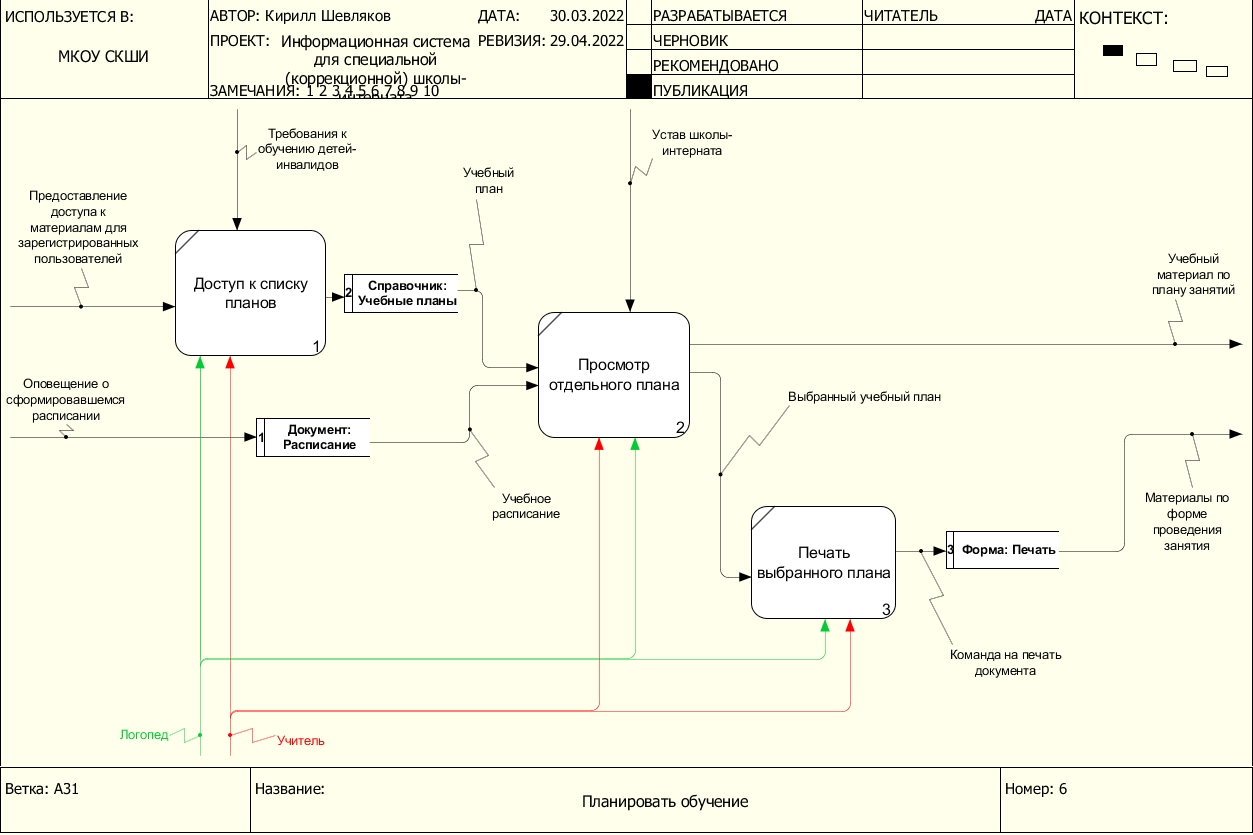 ИСПОЛЬЗУЕТСЯ В:
МКОУ СКШИ
АВТОР: Кирилл Шевляков
ДАТА: 30.03.2022
ПРОЕКТ: Информационная система
для специальной
(коррекционной) школы-
интерната
РЕВИЗИЯ: 29.04.2022
ЗАМЕЧАНИЯ: 1 2 3 4 5 6 7 8 9 10
РАЗРАБАТЫВАЕТСЯ
ЧЕРНОВИК
РЕКОМЕНДОВАНО
ПУБЛИКАЦИЯ
ЧИТАТЕЛЬ
ДАТА
КОНТЕКСТ:
Требования к
обучению детей-
инвалидов
Устав школы-
интерната
Учебный
план
Предоставление
доступа к
материалам для
зарегистрированных
пользователей
Доступ к списку
планов
1
2
Справочник:
Учебные планы
Учебный
материал по
плану занятий
Просмотр
отдельного плана
2
Оповещение о
сформировавшемся
расписании
1
Документ:
Расписание
Выбранный учебный план
Учебное
расписание
Материалы по
форме
проведения
занятия
Печать
выбранного плана
3
3
Форма: Печать
Команда на печать
документа
Логопед
Учитель
Ветка: A31
Название:
Планировать обучение
Номер: 6